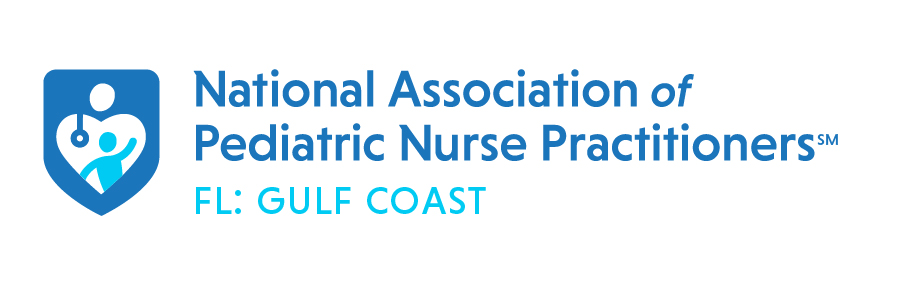 National Association of
Pediatric Nurse Practitioners℠
FL: GULF COAST